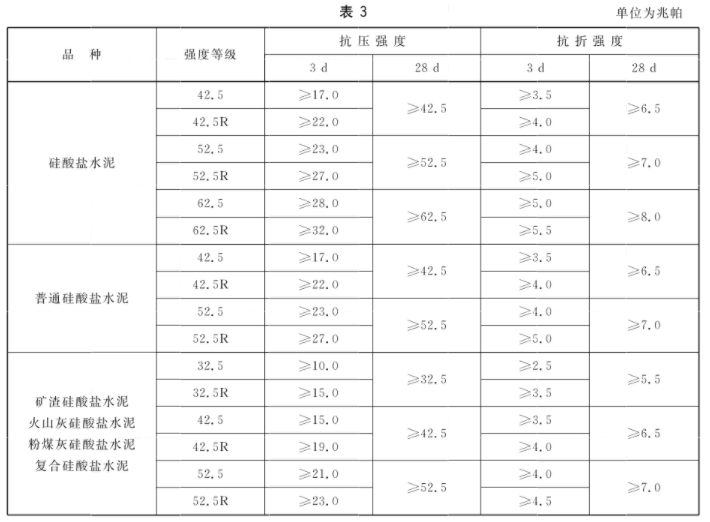 表 3
单位为兆帕
品 种 强度等级 抗压强度 抗折强度
3 d 28 d 3 d 28 d
硅酸盐水泥 42.5 ≥17.0 ≥42.5 ≥3.5 ≥6.5
42.5R ≥22.0 ≥4.0
52.5 ≥23.0 ≥52.5 ≥4.0 ≥7.0
52.5R ≥27.0 ≥5.0
62.5 ≥28.0 ≥62.5 ≥5.0 ≥8.0
62.5R ≥32.0 ≥5.5
普通硅酸盐水泥 42.5 ≥17.0 ≥42.5 ≥3.5 ≥6.5
42.5R ≥22.0 ≥4.0
52.5 ≥23.0 ≥52.5 ≥4.0 ≥7.0
52.5R ≥27.0 ≥5.0
矿渣硅酸盐水泥
火山灰硅酸盐水泥
粉煤灰硅酸盐水泥
复合硅酸盐水泥
32.5 ≥10.0 ≥32.5 ≥2.5 ≥5.5
32.5R ≥15.0 ≥3.5
42.5 ≥15.0 ≥42.5 ≥3.5 ≥6.5
42.5R ≥19.0 ≥4.0
52.5 ≥21.0 ≥52.5 ≥4.0 ≥7.0
52.5R ≥23.0 ≥4.5